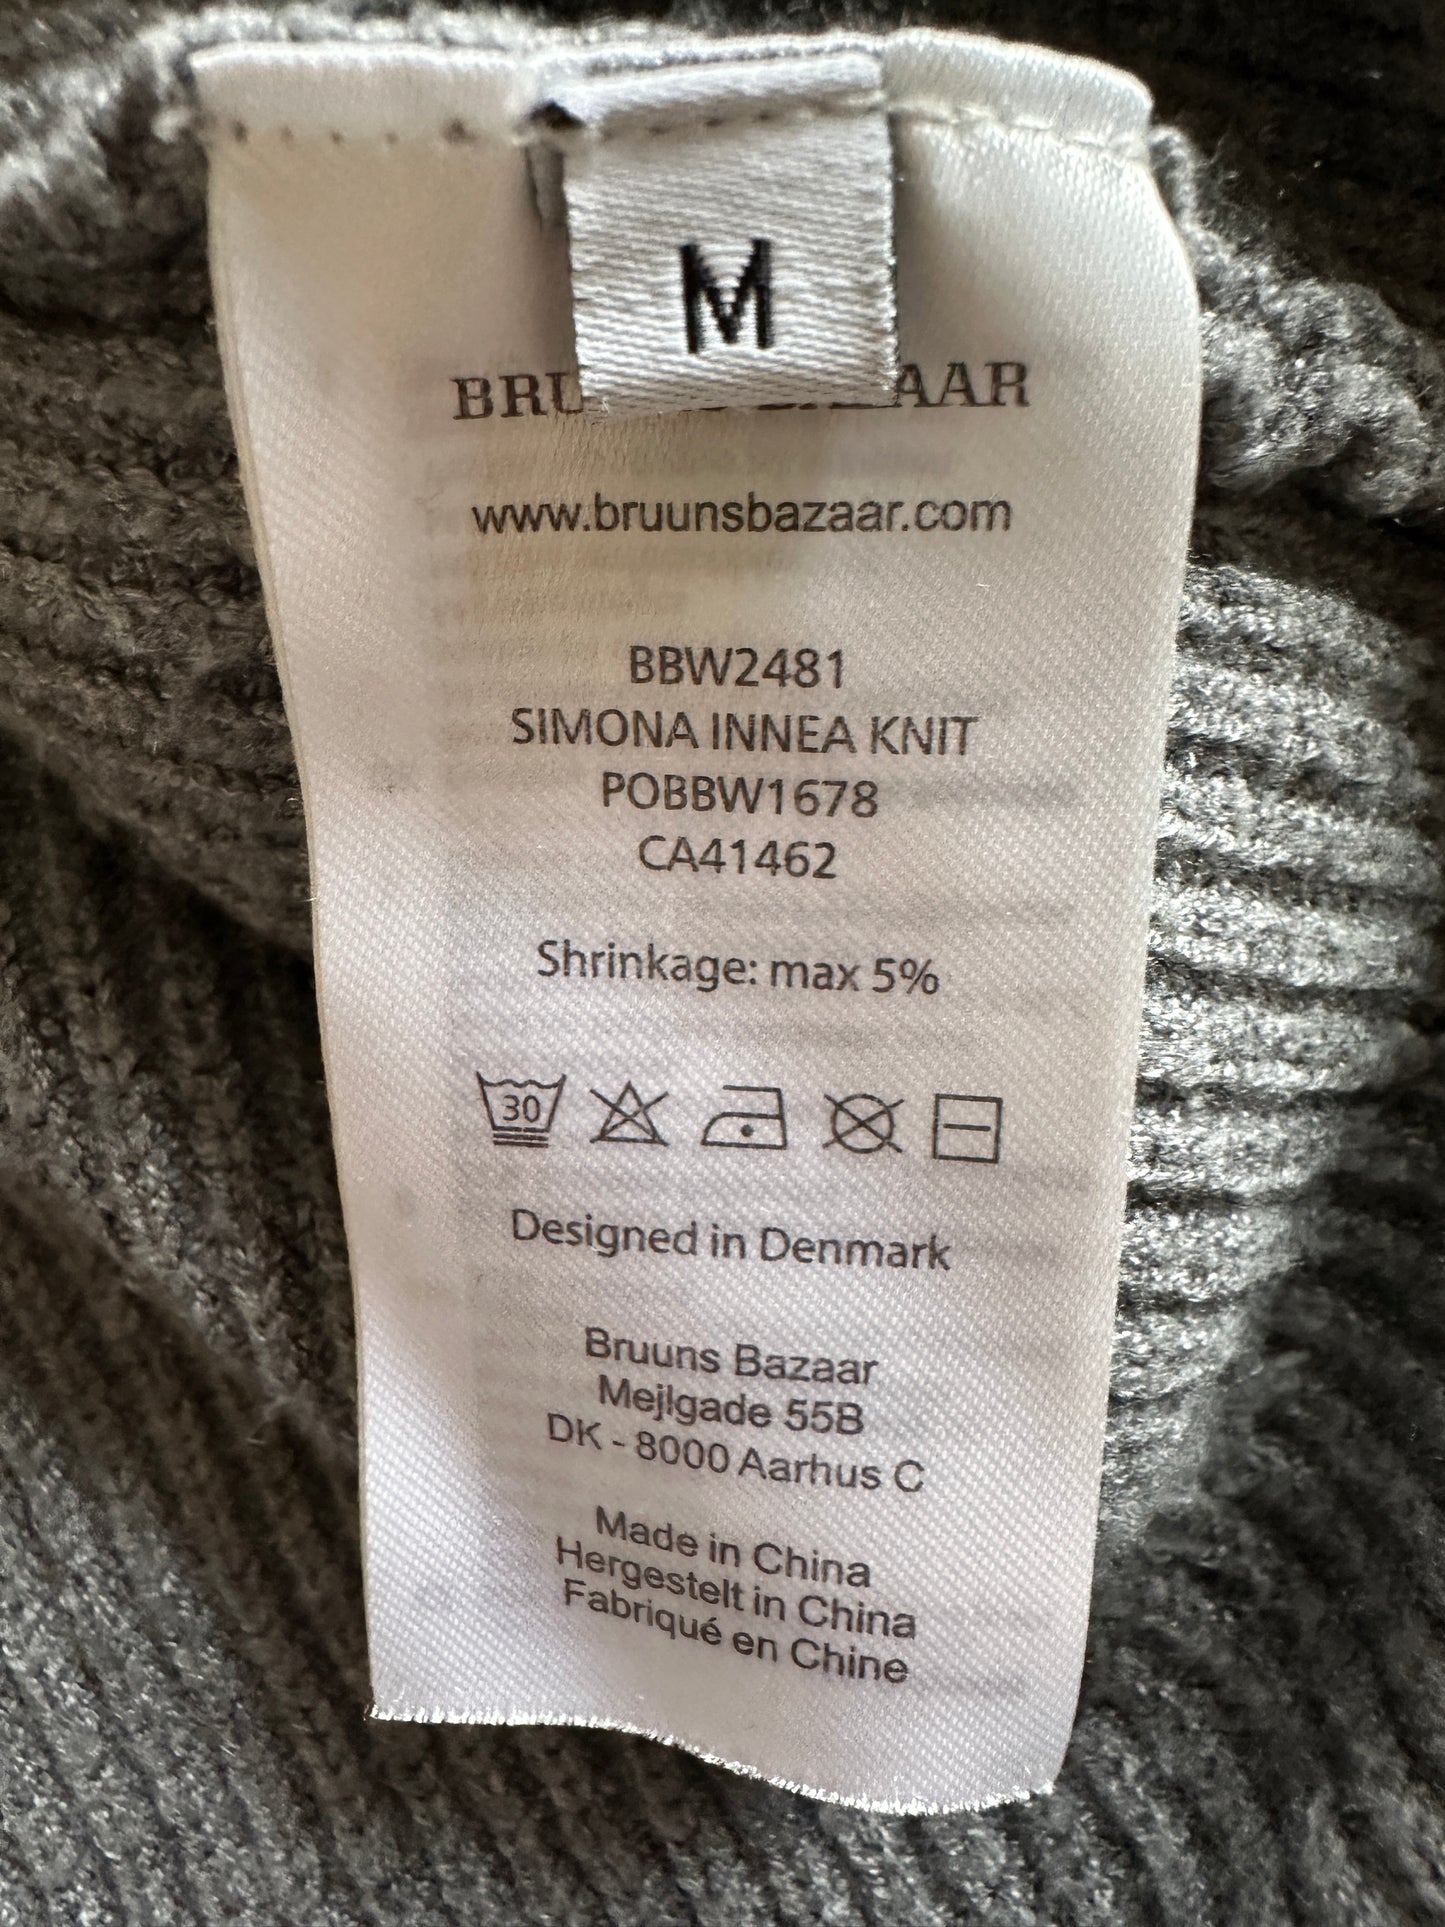 M
www.bruunsbazaar.com
BBW2481
SIMONA INNEA KNIT
POBBW1678
CA41462
Shrinkage: max 5%
30
Designed in Denmark
Bruuns Bazaar
Mejlgade 55B
DK - 8000 Aarhus C
Made in China
Hergestelt in China
Fabriqué en Chine